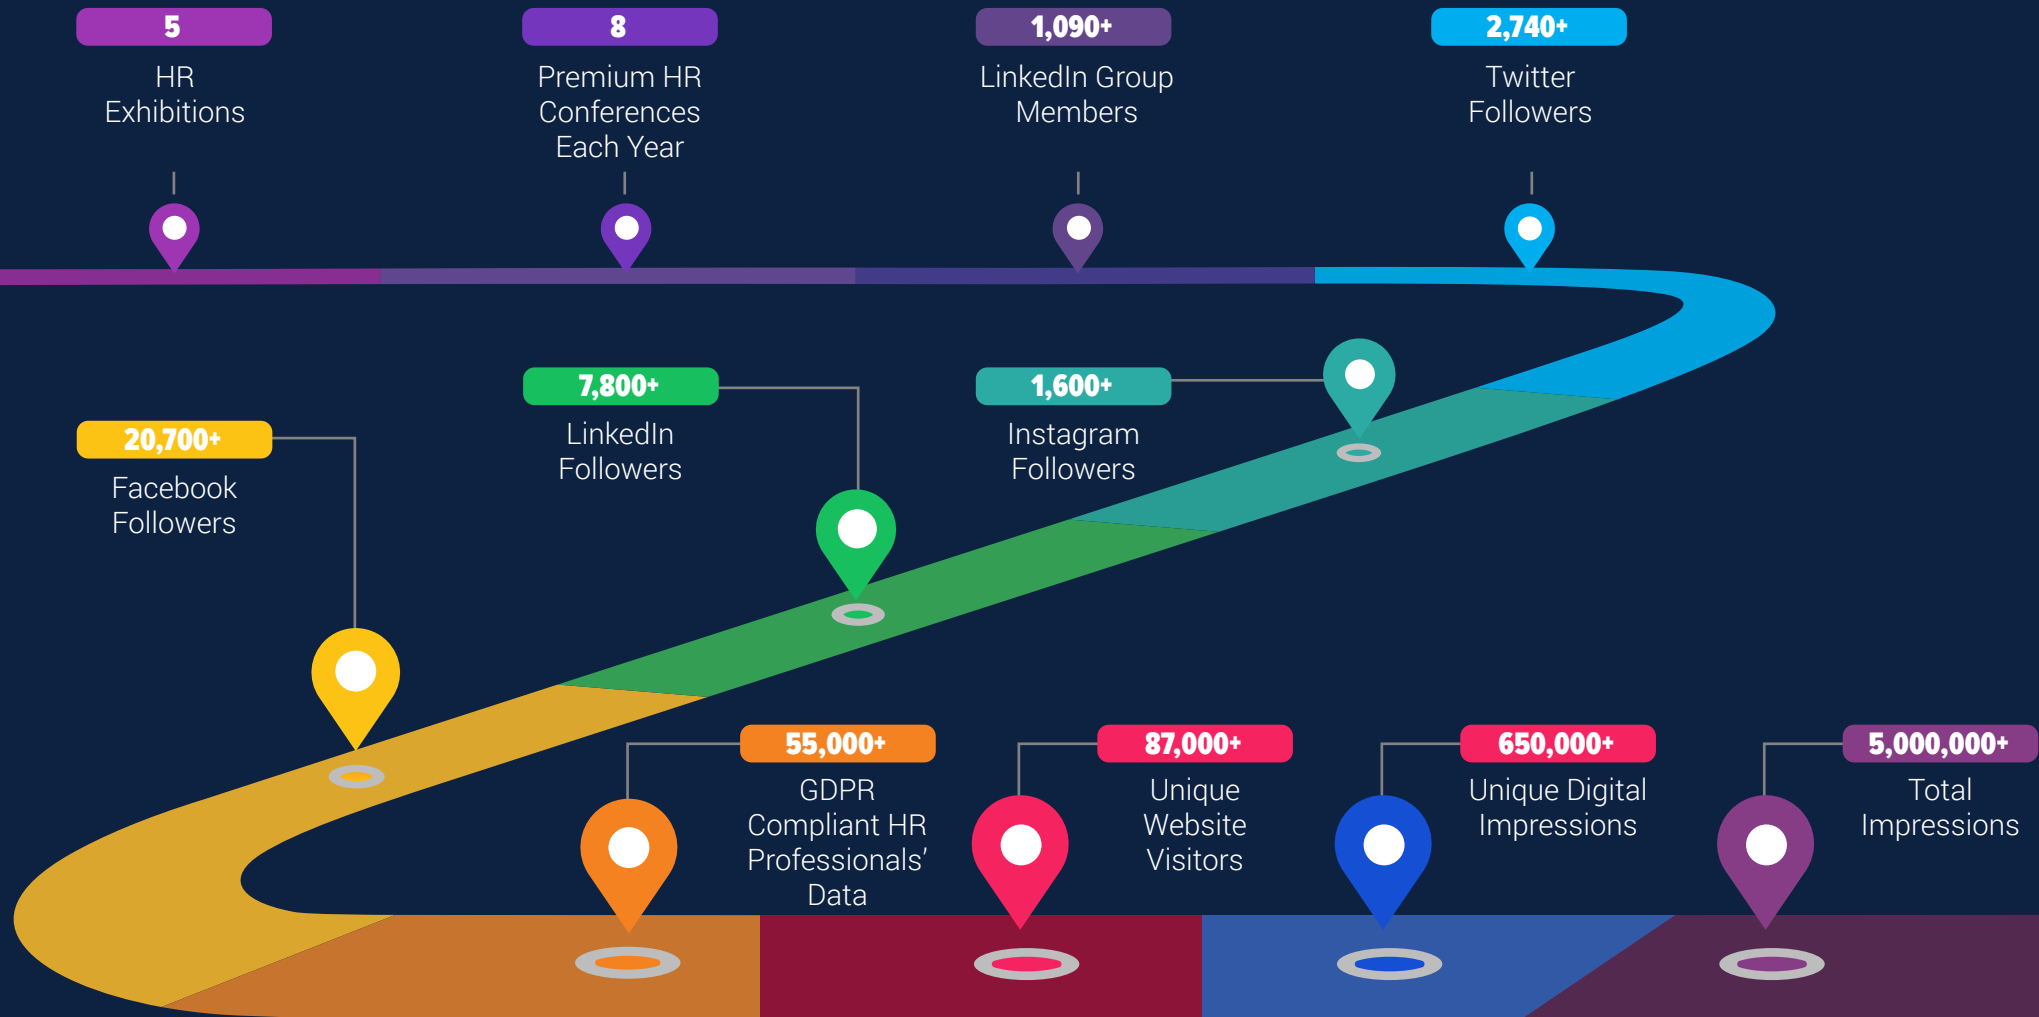 5
HR
Exhibitions
8
Premium HR
Conferences
Each Year
1,090+
LinkedIn Group
Members
2,740+
Twitter
Followers
20,700+
Facebook
Followers
7,800+
LinkedIn
Followers
1,600+
Instagram
Followers
55,000+
GDPR
Compliant HR
Professionals’
Data
87,000+
Unique
Website
Visitors
650,000+
Unique Digital
Impressions
5,000,000+
Total
Impressions